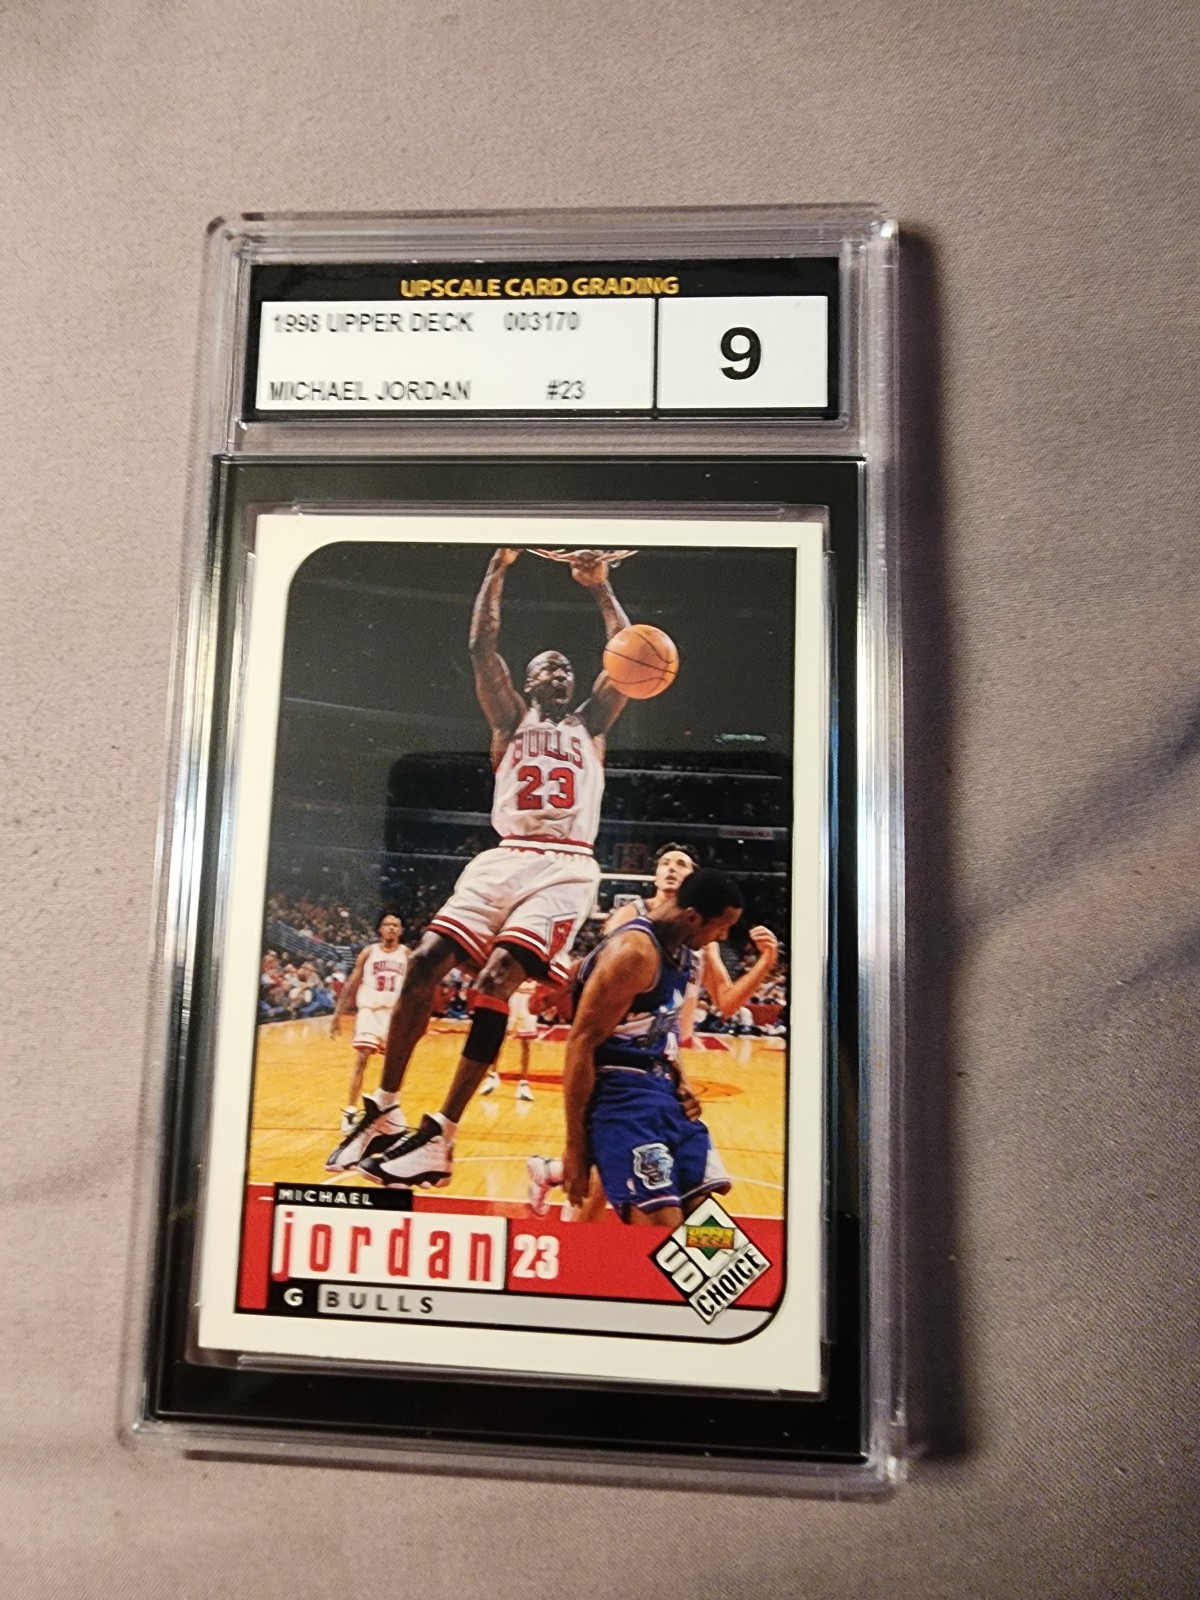 UPSCALE CARD GRADING
1998 UPPER DECK 003170
9
MICHAEL JORDAN #23
BULLS
23
BULLS
91
4
MICHAEL
jordan 23
UPPER
DECK
UD
CHOICE
G BULLS